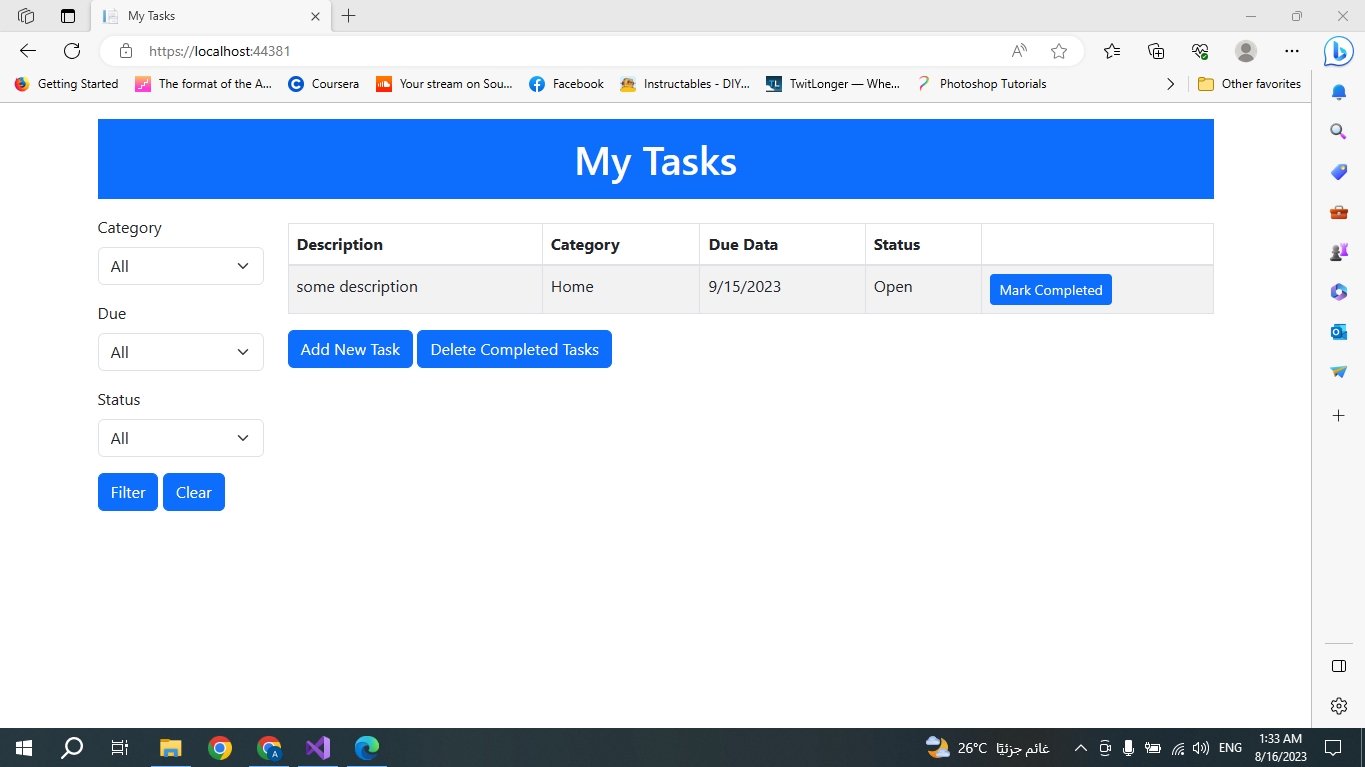 My Tasks
https://localhost:44381
Getting Started The format of the A... Coursera Your stream on Sou... Facebook Instructables - DIY... TwitLonger — Whe... Photoshop Tutorials Other favorites
My Tasks
Category
All
Due
All
Status
All
Filter Clear
Description Category Due Data Status
some description Home 9/15/2023 Open Mark Completed
Add New Task Delete Completed Tasks
26°C غائم جزئيًا ENG 1:33 AM
8/16/2023